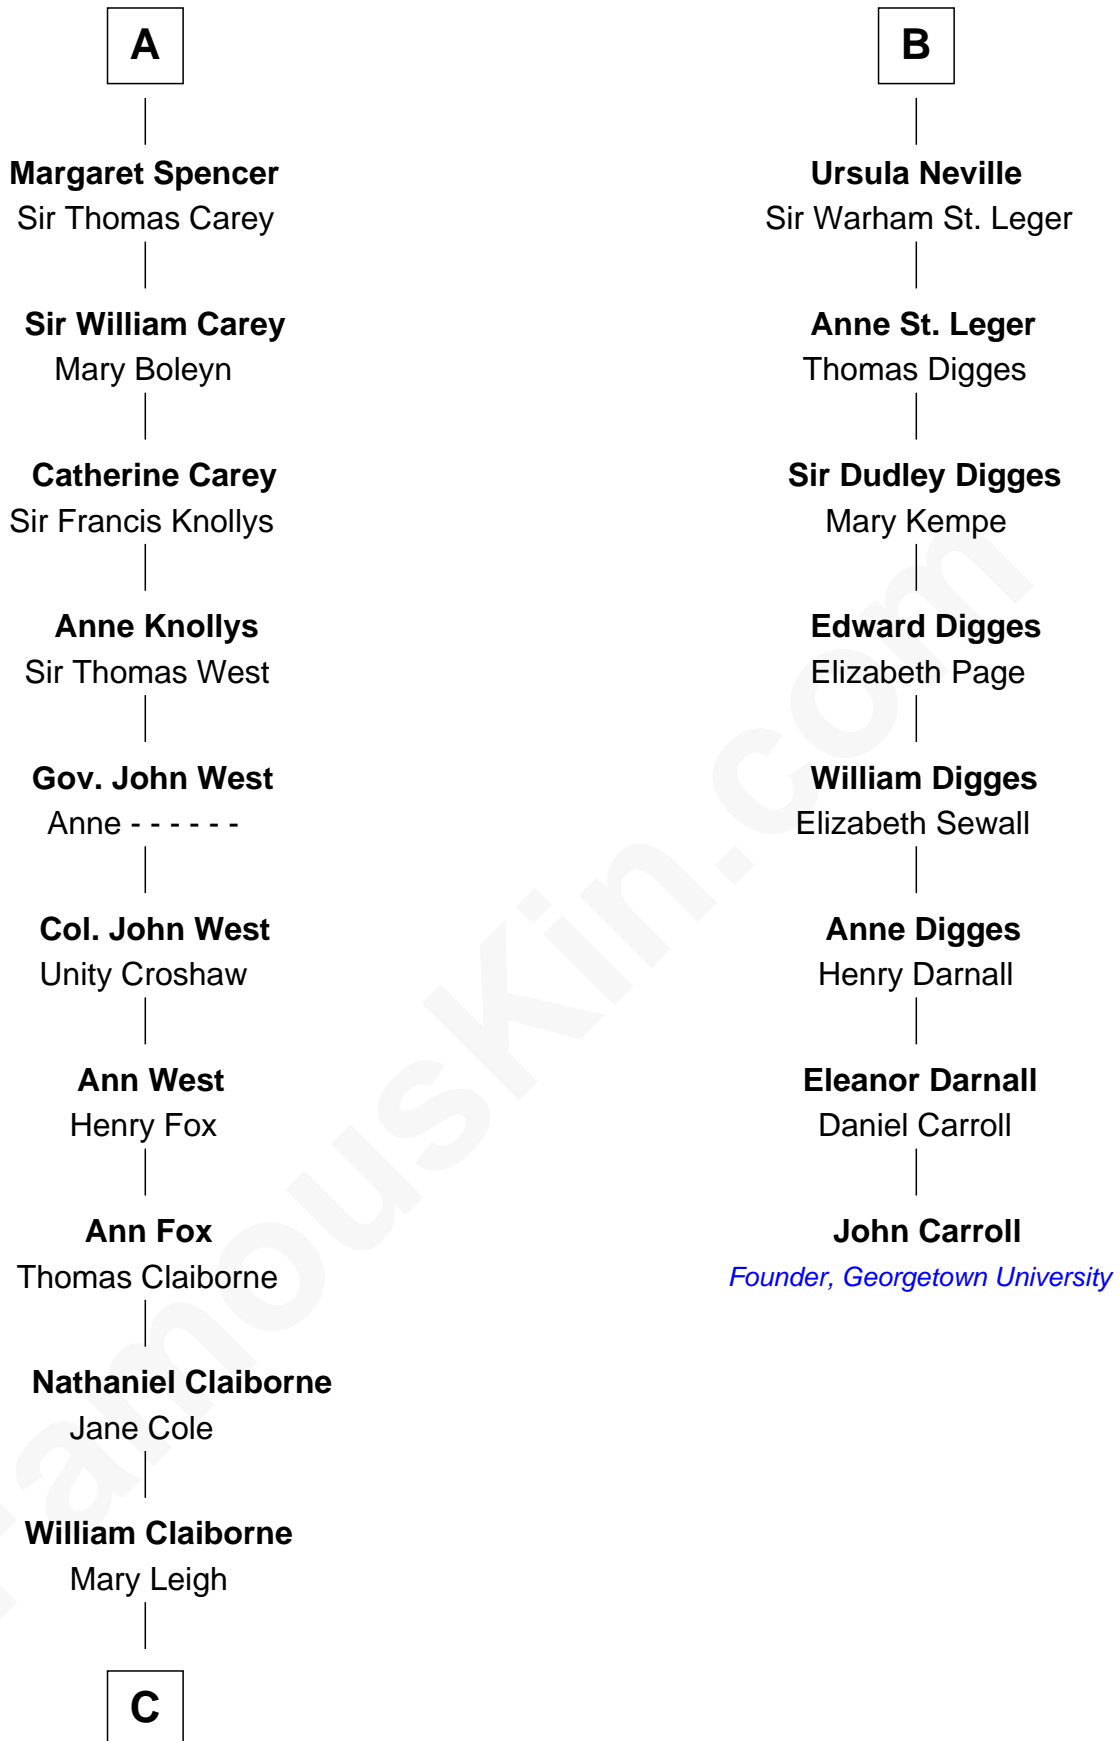 A
Margaret Spencer
Sir Thomas Carey
Sir William Carey
Mary Boleyn
Catherine Carey
Sir Francis Knollys
Anne Knollys
Sir Thomas West
Gov. John West
Anne - - - - - -
Col. John West
Unity Croshaw
Ann West
Henry Fox
Ann Fox
Thomas Claiborne
Nathaniel Claiborne
Jane Cole
William Claiborne
Mary Leigh
C
B
Ursula Neville
Sir Warham St. Leger
Anne St. Leger
Thomas Digges
Sir Dudley Digges
Mary Kempe
Edward Digges
Elizabeth Page
William Digges
Elizabeth Sewall
Anne Digges
Henry Darnall
Eleanor Darnall
Daniel Carroll
John Carroll
Founder, Georgetown University
FamousKin.com